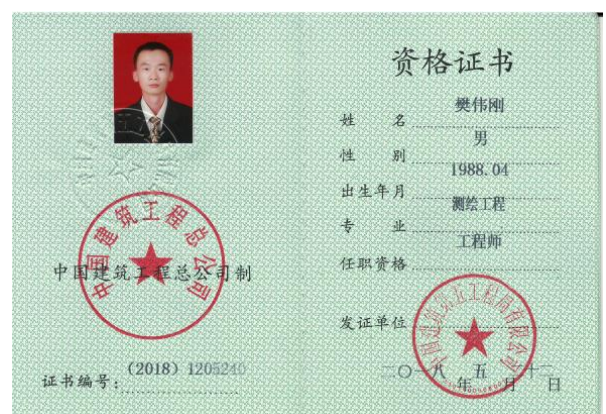 中国建筑工程总公司
中国建筑工程总公司制
证书编号：(2018) 1205240
资格证书
姓 名 樊伟刚
性 别 男
出生年月 1988.04
专 业 测绘工程
任职资格 工程师
发证单位
二〇一八年五月二十二日